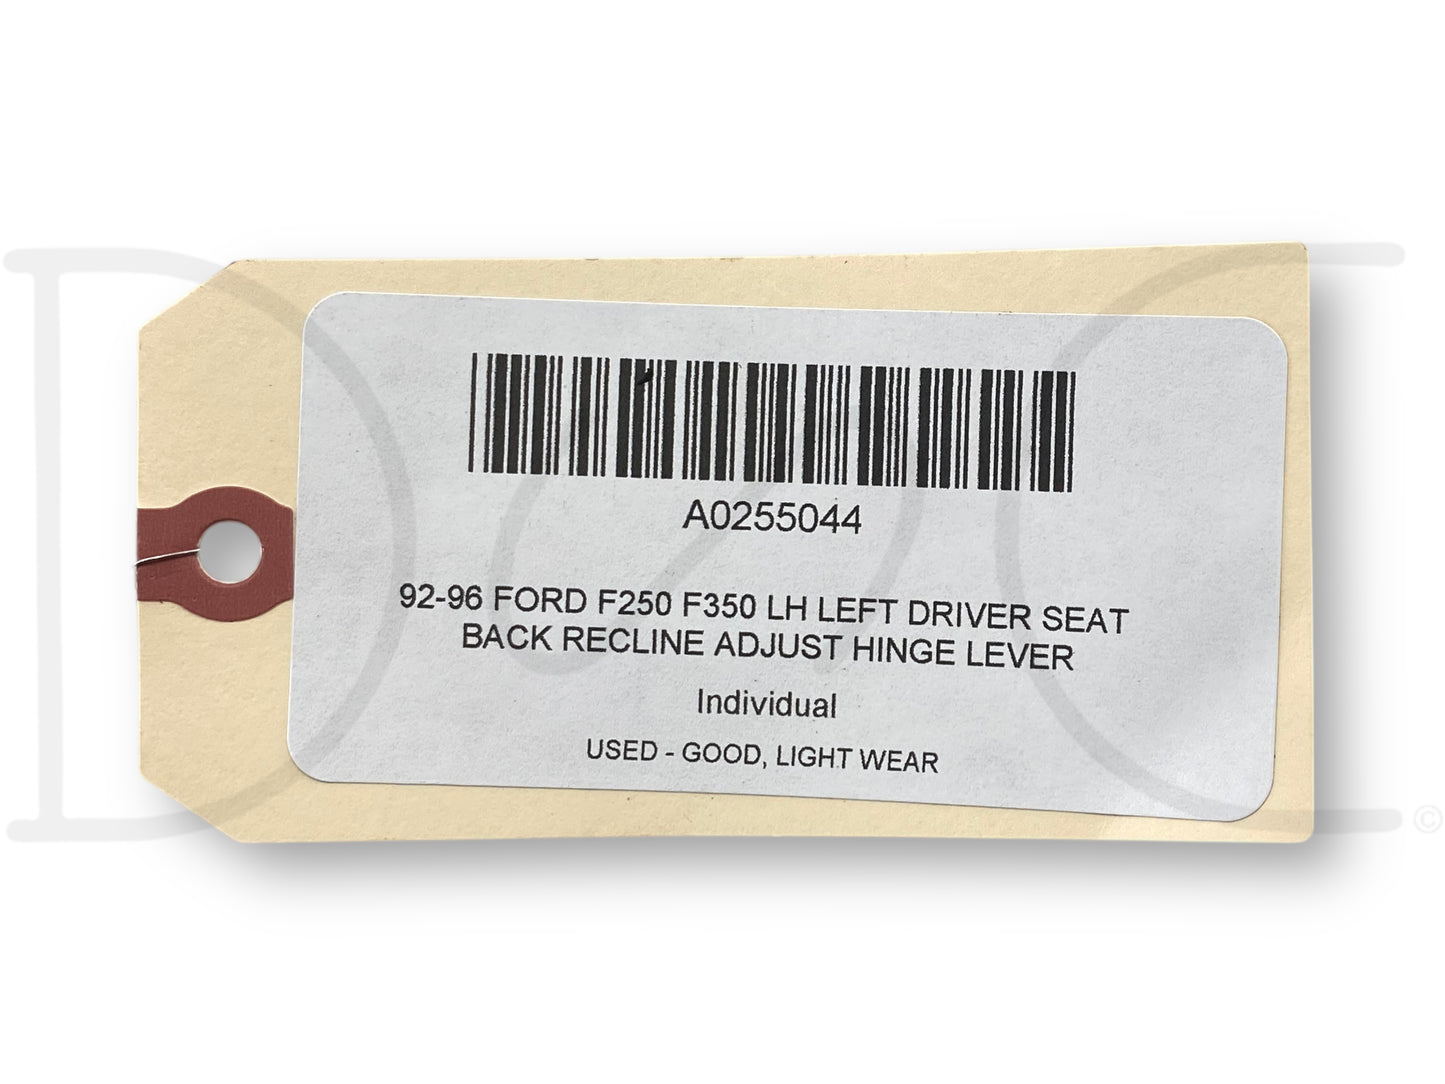 A0255044
92-96 FORD F250 F350 LH LEFT DRIVER SEAT
BACK RECLINE ADJUST HINGE LEVER
Individual
USED - GOOD, LIGHT WEAR
©